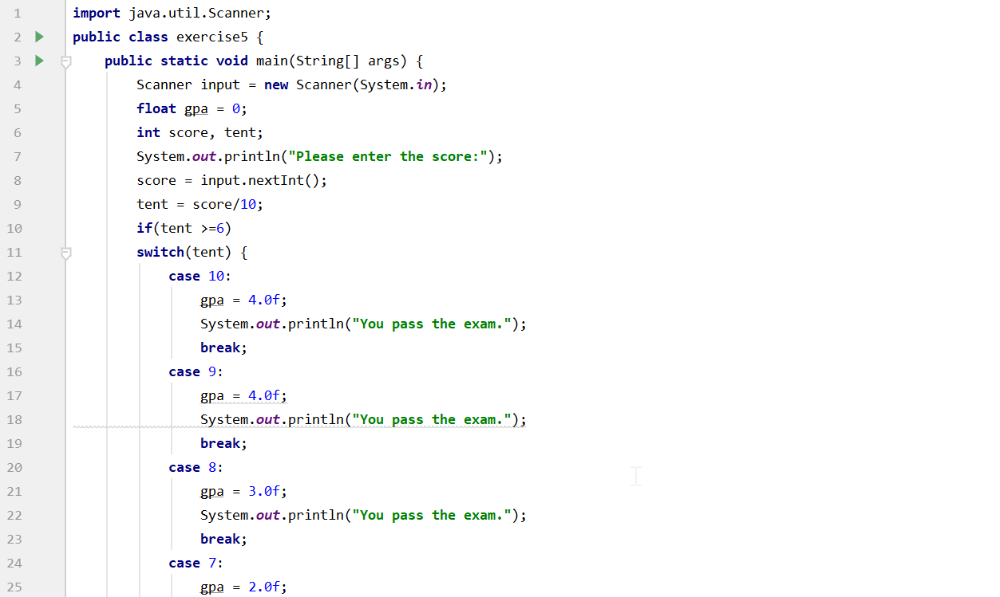 1 import java.util.Scanner;
2 public class exercise5 {
3 public static void main(String[] args) {
4 Scanner input = new Scanner(System.in);
5 float gpa = 0;
6 int score, tent;
7 System.out.println("Please enter the score:");
8 score = input.nextInt();
9 tent = score/10;
10 if(tent >=6)
11 switch(tent) {
12 case 10:
13 gpa = 4.0f;
14 System.out.println("You pass the exam.");
15 break;
16 case 9:
17 gpa = 4.0f;
18 System.out.println("You pass the exam.");
19 break;
20 case 8:
21 gpa = 3.0f;
22 System.out.println("You pass the exam.");
23 break;
24 case 7:
25 gpa = 2.0f;